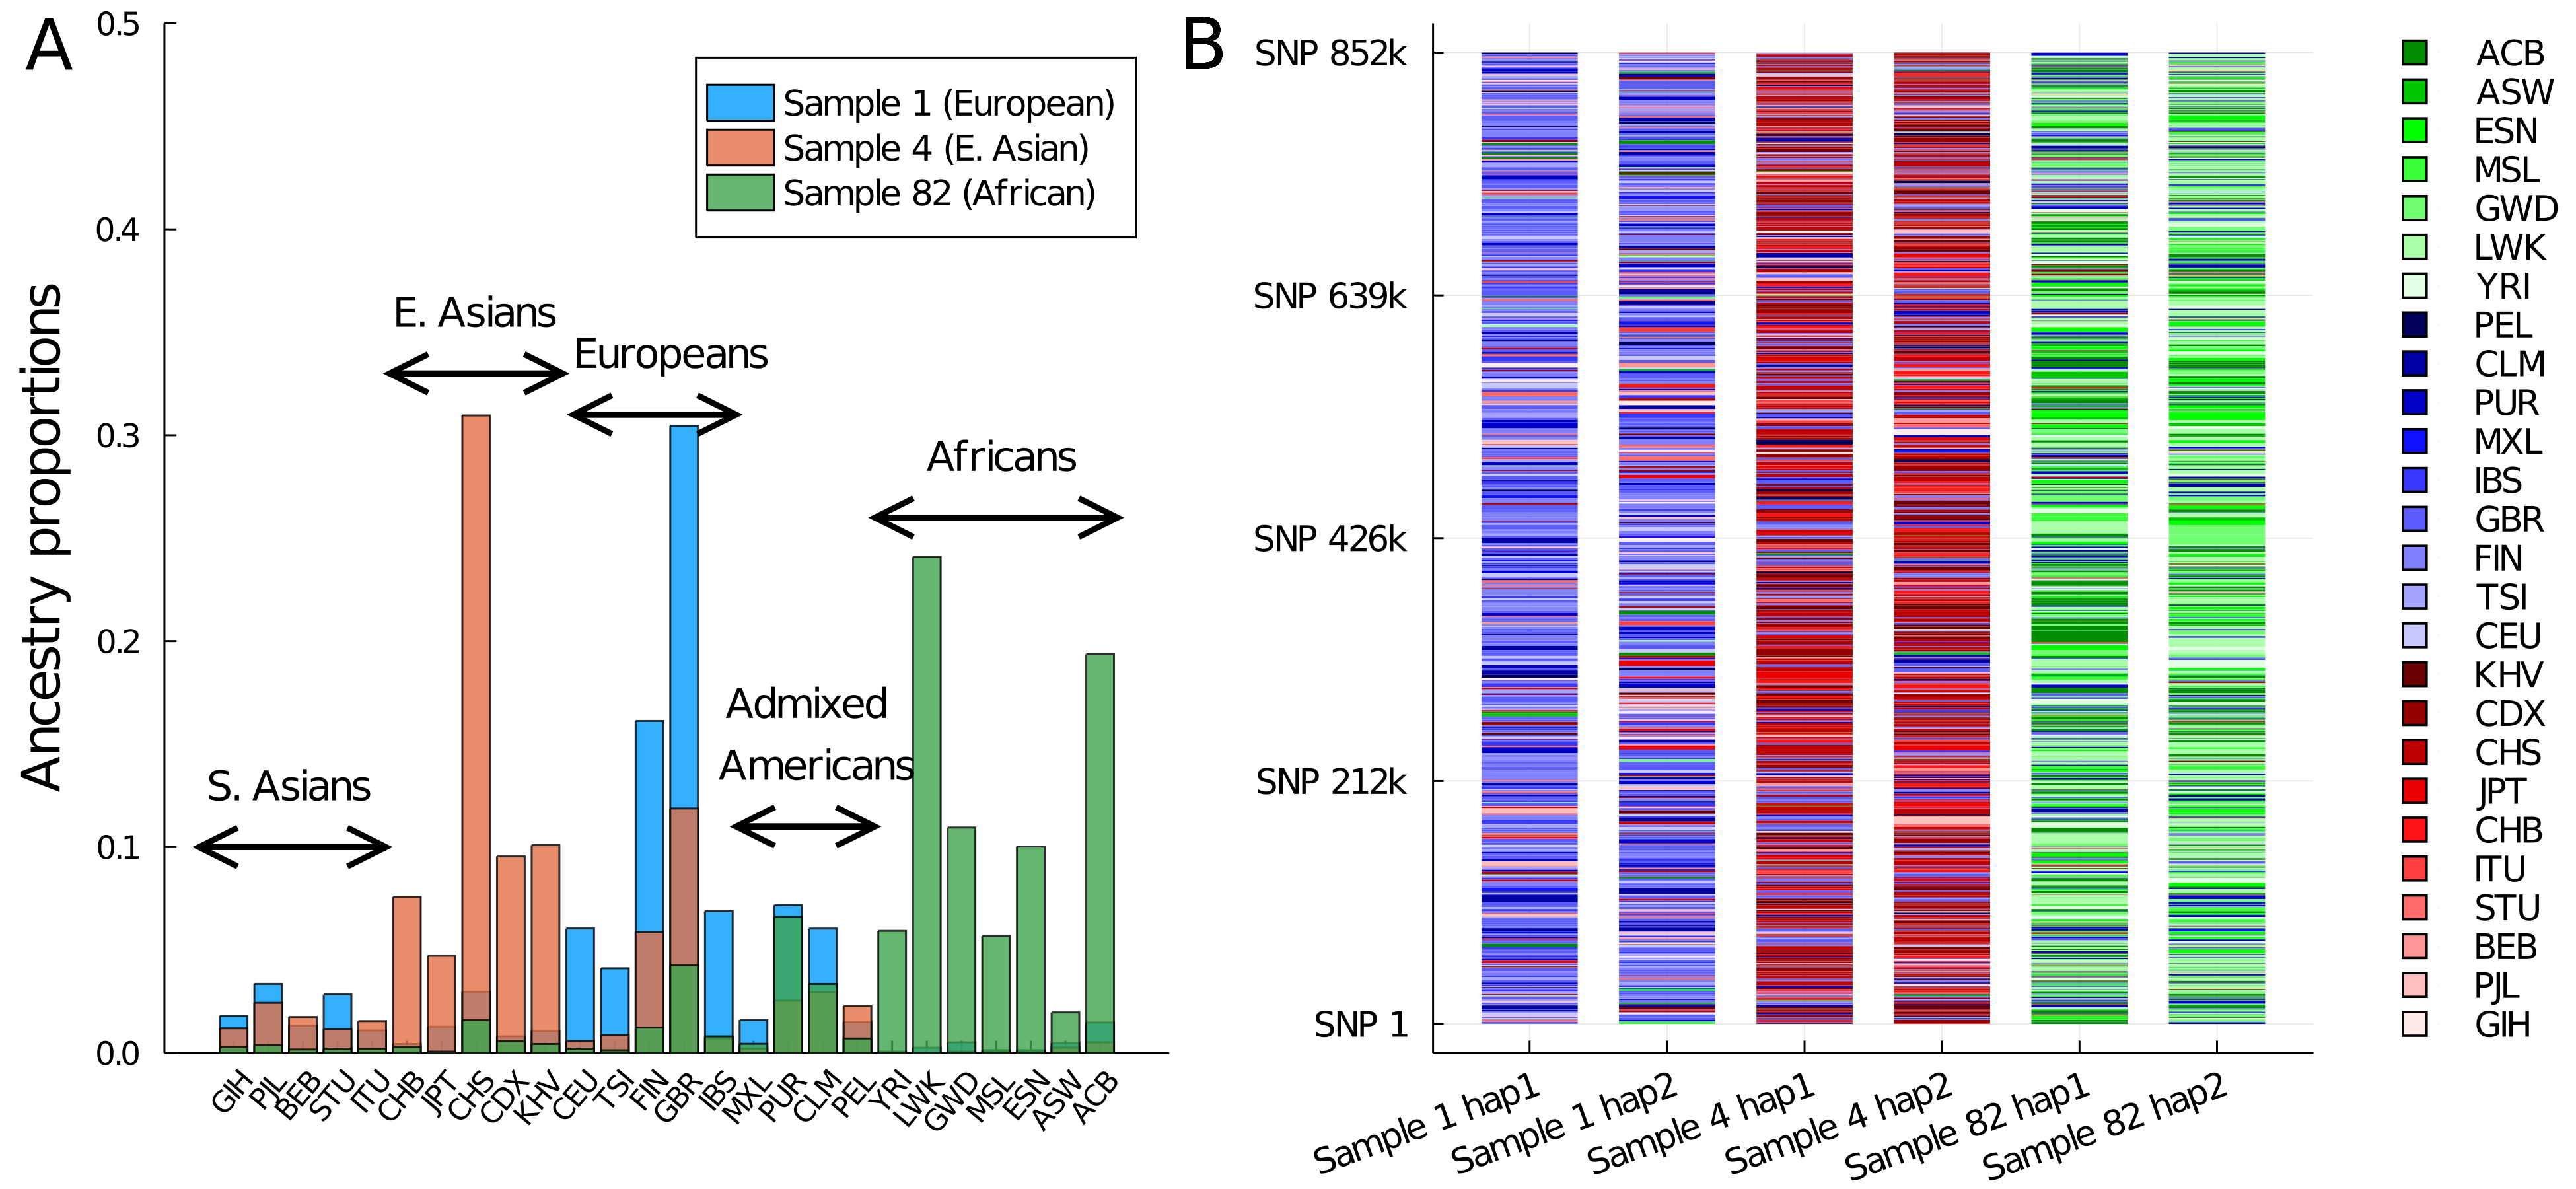 A
Ancestry proportions
0.5
0.4
0.3
0.2
0.1
0.0
Sample 1 (European)
Sample 4 (E. Asian)
Sample 82 (African)
E. Asians
Europeans
Africans
Admixed
Americans
S. Asians
GIH
PJL
BEB
STU
ITU
CHB
JPT
CHS
CDX
KHV
CEU
TSI
FIN
GBR
IBS
MXL
PUR
CLM
PEL
YRI
LWK
GWD
MSL
ESN
ASW
ACB
B
SNP 852k
SNP 639k
SNP 426k
SNP 212k
SNP 1
Sample 1 hap1
Sample 1 hap2
Sample 4 hap1
Sample 4 hap2
Sample 82 hap1
Sample 82 hap2
ACB
ASW
ESN
MSL
GWD
LWK
YRI
PEL
CLM
PUR
MXL
IBS
GBR
FIN
TSI
CEU
KHV
CDX
CHS
JPT
CHB
ITU
STU
BEB
PJL
GIH